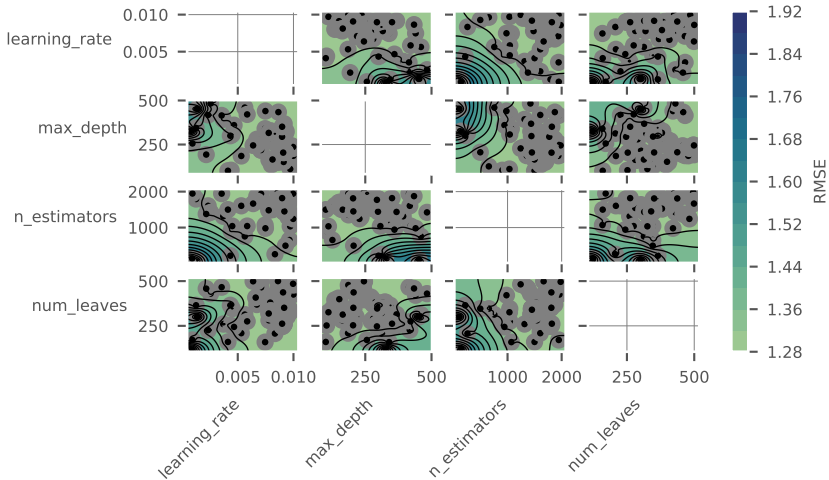 0.010
learning_rate
0.005
500
max_depth
250
2000
n_estimators
1000
500
num_leaves
250
0.005 0.010 250 500 1000 2000 250 500
learning_rate max_depth n_estimators num_leaves
1.92
1.84
1.76
1.68
1.60
1.52
1.44
1.36
1.28
RMSE